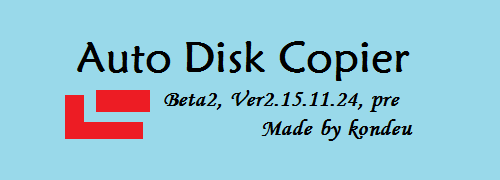 Auto Disk Copier
Beta2, Ver2.15.11.24, pre
Made by kondeu